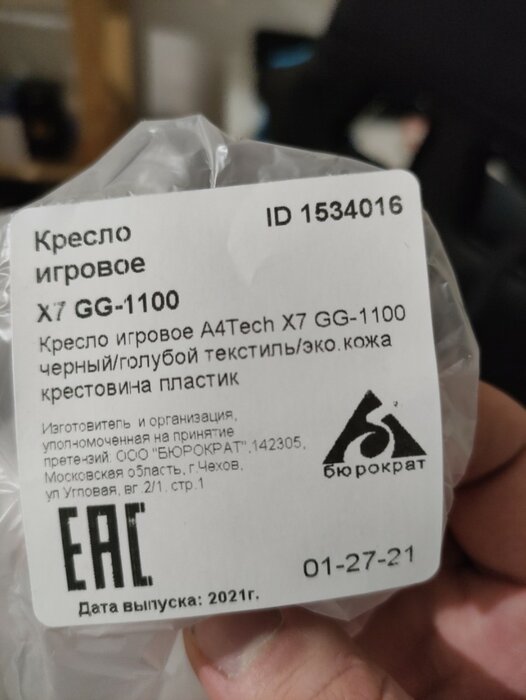 Кресло
игровое
ID 1534016
X7 GG-1100
Кресло игровое A4Tech X7 GG-1100
черный/голубой текстиль/эко.кожа
крестовина пластик
Изготовитель и организация,
уполномоченная на принятие
претензий: ООО "БЮРОКРАТ",142305,
Московская область, г.Чехов,
ул Угловая, вг.2/1, стр.1
бюрократ
ЕАС
01-27-21
Дата выпуска: 2021г.